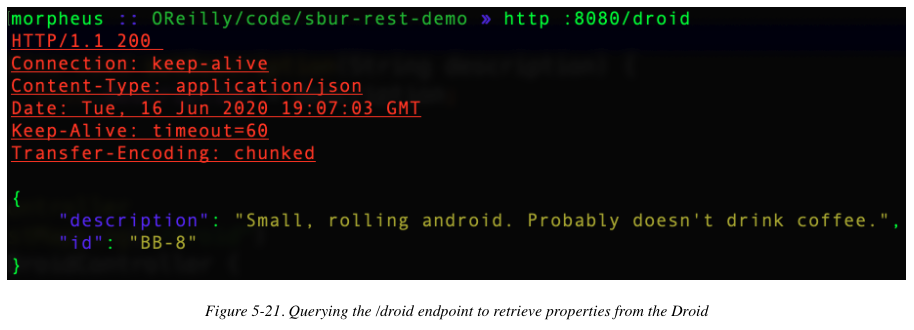 morpheus :: OReilly/code/sbur-rest-demo » http :8080/droid
HTTP/1.1 200
Connection: keep-alive
Content-Type: application/json
Date: Tue, 16 Jun 2020 19:07:03 GMT
Keep-Alive: timeout=60
Transfer-Encoding: chunked
{
    "description": "Small, rolling android. Probably doesn't drink coffee.",
    "id": "BB-8"
}
Figure 5-21. Querying the /droid endpoint to retrieve properties from the Droid